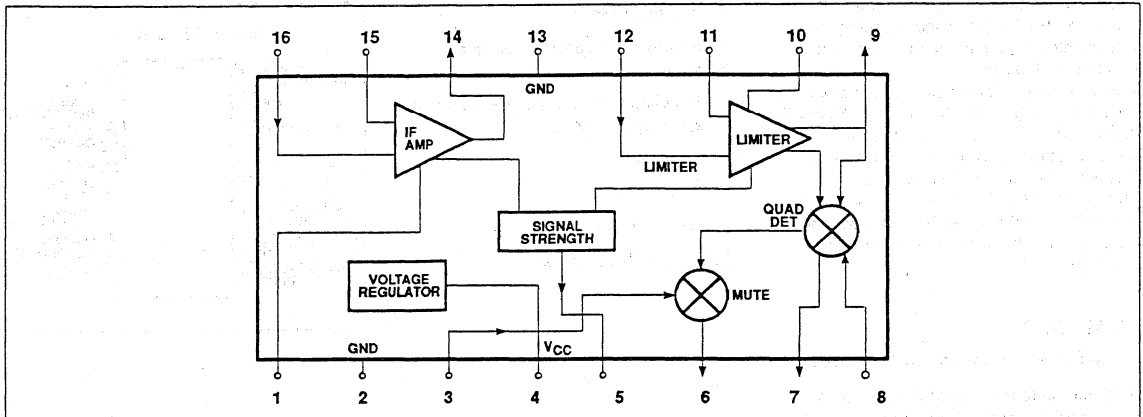 16 15 14 13 12 11 10 9
GND
IF
AMP
LIMITER
LIMITER
SIGNAL
STRENGTH
QUAD
DET
VOLTAGE
REGULATOR
MUTE
GND
VCC
1 2 3 4 5 6 7 8